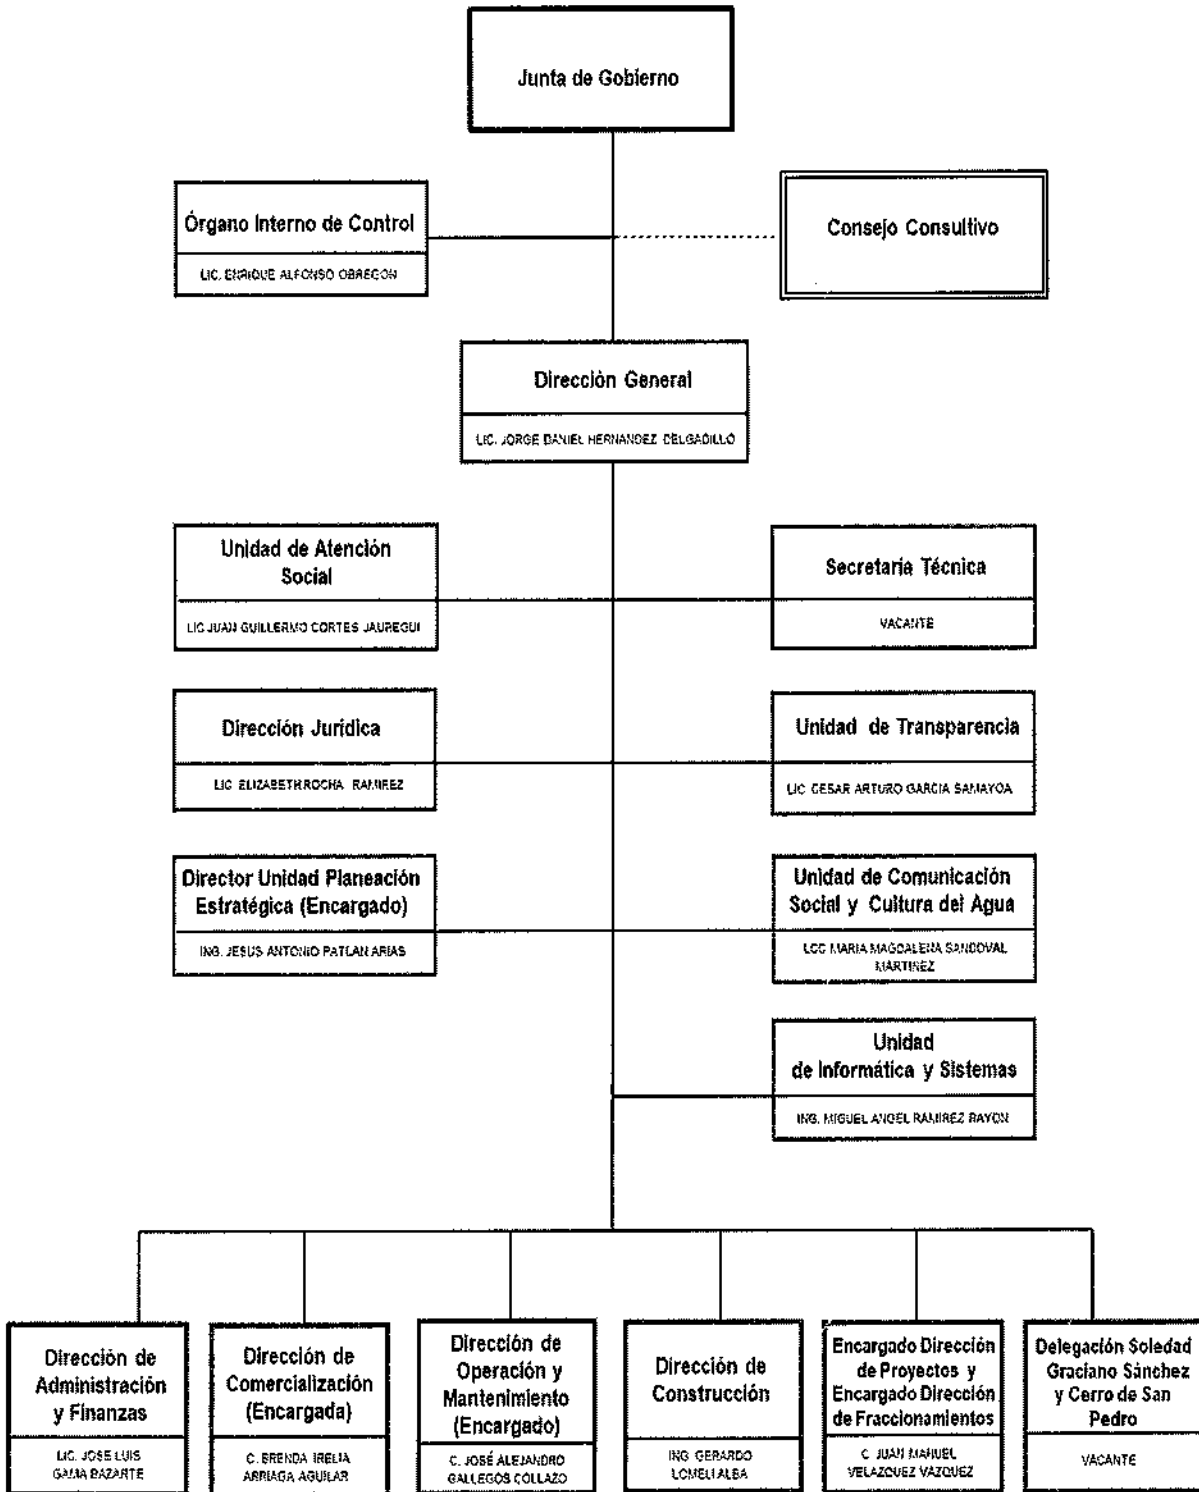 Junta de Gobierno
Órgano Interno de Control
LIC. ENRIQUE ALFONSO OBREGON
Consejo Consultivo
Dirección General
LIC. JORGE DANIEL HERNANDEZ DELGADILLO
Unidad de Atención
Social
LIC JUAN GUILLERMO CORTES JAUREGUI
Secretaria Técnica
VACANTE
Dirección Jurídica
LIC ELIZABETH ROCHA RAMIREZ
Unidad de Transparencia
LIC CESAR ARTURO GARCIA SAMAYOA
Director Unidad Planeación
Estratégica (Encargado)
ING. JESUS ANTONIO PATLAN ARIAS
Unidad de Comunicación
Social y Cultura del Agua
LCC MARIA MAGDALENA SANDOVAL
MARTINEZ
Unidad
de Informática y Sistemas
ING. MIGUEL ANGEL RAMIREZ RAYON
Dirección de
Administración
y Finanzas
LIC. JOSE LUIS
GAMA BAZARTE
Dirección de
Comercialización
(Encargada)
C. BRENDA IRELIA
ARRIAGA AGUILAR
Dirección de
Operación y
Mantenimiento
(Encargado)
C. JOSÉ ALEJANDRO
GALLEGOS COLLAZO
Dirección de
Construcción
ING GERARDO
LOMELI ALBA
Encargado Dirección
de Proyectos y
Encargado Dirección
de Fraccionamientos
C JUAN MANUEL
VELAZQUEZ VAZQUEZ
Delegación Soledad
Graciano Sánchez
y Cerro de San
Pedro
VACANTE